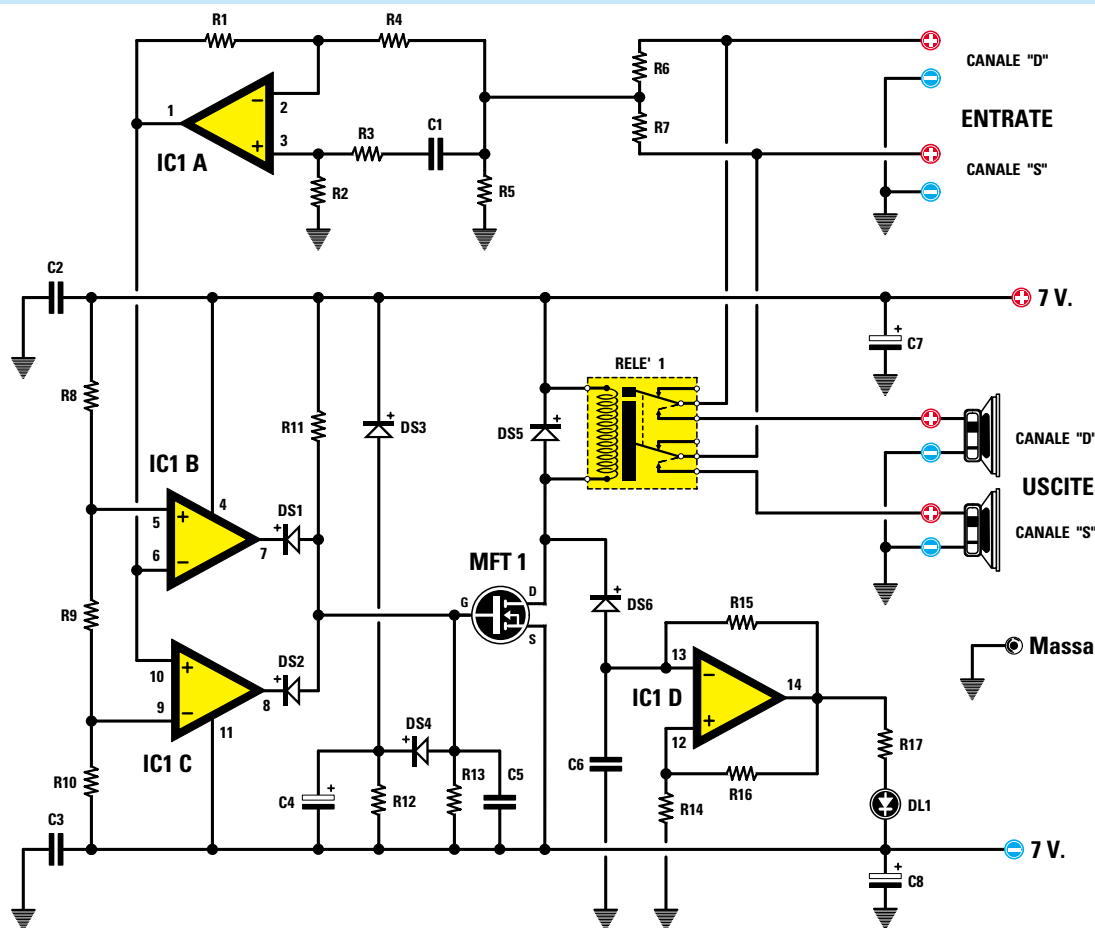 R1
R4
R6
CANALE "D"
1
2
3
R3
C1
R7
ENTRATE
IC1 A
R2
R5
CANALE "S"
C2
7 V.
C7
RELE' 1
R8
R11
DS3
DS5
CANALE "D"
IC1 B
4
DS1
5
6
7
USCITE
CANALE "S"
MFT 1
G
D
S
DS6
R15
R9
Massa
10
9
8
DS2
11
13
12
14
IC1 D
IC1 C
DS4
R17
R10
C4
R12
R13
C5
C6
R14
R16
DL1
C3
7 V.
C8